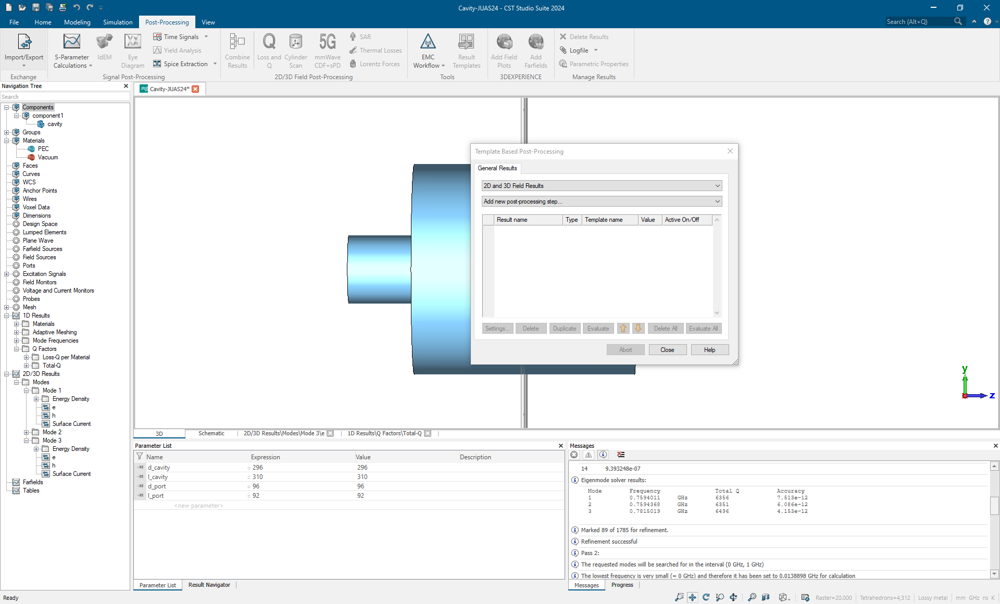 Cavity-JUAS24 - CST Studio Suite 2024
File Home Modeling Simulation Post-Processing View
Search (Alt+Q)
Import/Export
Exchange
S-Parameter Calculations
IdEM
Eye Diagram
Time Signals
Yield Analysis
Spice Extraction
Signal Post-Processing
Combine Results
Loss and Q
Cylinder Scan
5G
mmWave CDF+sPD
SAR
Thermal Losses
Lorentz Forces
2D/3D Field Post-Processing
EMC Workflow
Result Templates
Tools
Add Field Plots
Add Farfields
3DEXPERIENCE
Delete Results
Logfile
Parametric Properties
Manage Results
Navigation Tree
Search
Components
component1
cavity
Groups
Materials
PEC
Vacuum
Faces
Curves
WCS
Anchor Points
Wires
Voxel Data
Dimensions
Design Space
Lumped Elements
Plane Wave
Farfield Sources
Field Sources
Ports
Excitation Signals
Field Monitors
Voltage and Current Monitors
Probes
Mesh
1D Results
Materials
Adaptive Meshing
Mode Frequencies
Q Factors
Loss-Q per Material
Total-Q
2D/3D Results
Modes
Mode 1
Energy Density
e
h
Surface Current
Mode 2
Mode 3
Energy Density
e
h
Surface Current
Farfields
Tables
Cavity-JUAS24*
Template Based Post-Processing
General Results
2D and 3D Field Results
Add new post-processing step...
Result name Type Template name Value Active On/Off
Settings... Delete Duplicate Evaluate Delete All Evaluate All
Abort Close Help
y
z
3D Schematic 2D/3D Results\Modes\Mode 3\e 1D Results\Q Factors\Total-Q
Parameter List
Name Expression Value Description
d_cavity = 296 296
l_cavity = 310 310
d_port = 96 96
l_port = 92 92
<new parameter>
Parameter List Result Navigator
Messages
14 9.393248e-07
Eigenmode solver results:
Mode Frequency Total Q Accuracy
1 0.7594011 GHz 6356 7.513e-12
2 0.7594368 GHz 6351 6.086e-12
3 0.7815019 GHz 6496 4.153e-12
Marked 89 of 1785 for refinement.
Refinement successful
Pass 2:
The requested modes will be searched for in the interval (0 GHz, 1 GHz)
The lowest frequency is very small (= 0 GHz) and therefore it has been set to 0.0138898 GHz for calculation
Messages Progress
Ready
Raster=20.000 Tetrahedrons=4,312 Lossy metal mm GHz ns K